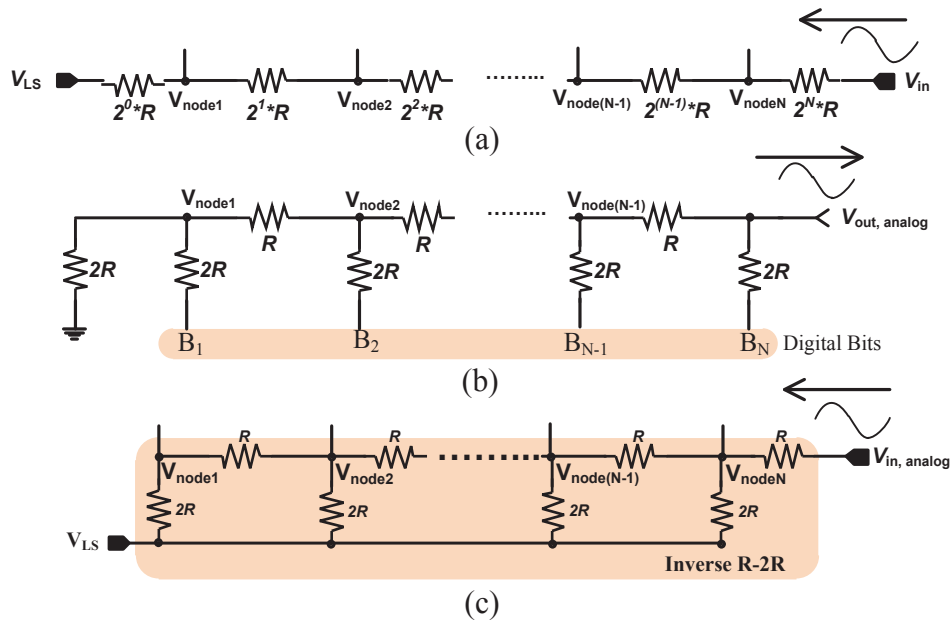 V_LS 2^0*R V_node1 2^1*R V_node2 2^2*R ........... V_node(N-1) 2^(N-1)*R V_nodeN 2^N*R V_in
(a)
V_node1 V_node2 ........... V_node(N-1) V_out, analog
R R R
2R 2R 2R 2R 2R
B_1 B_2 B_N-1 B_N Digital Bits
(b)
R R R R
V_node1 V_node2 V_node(N-1) V_nodeN V_in, analog
2R 2R 2R 2R
V_LS
Inverse R-2R
(c)